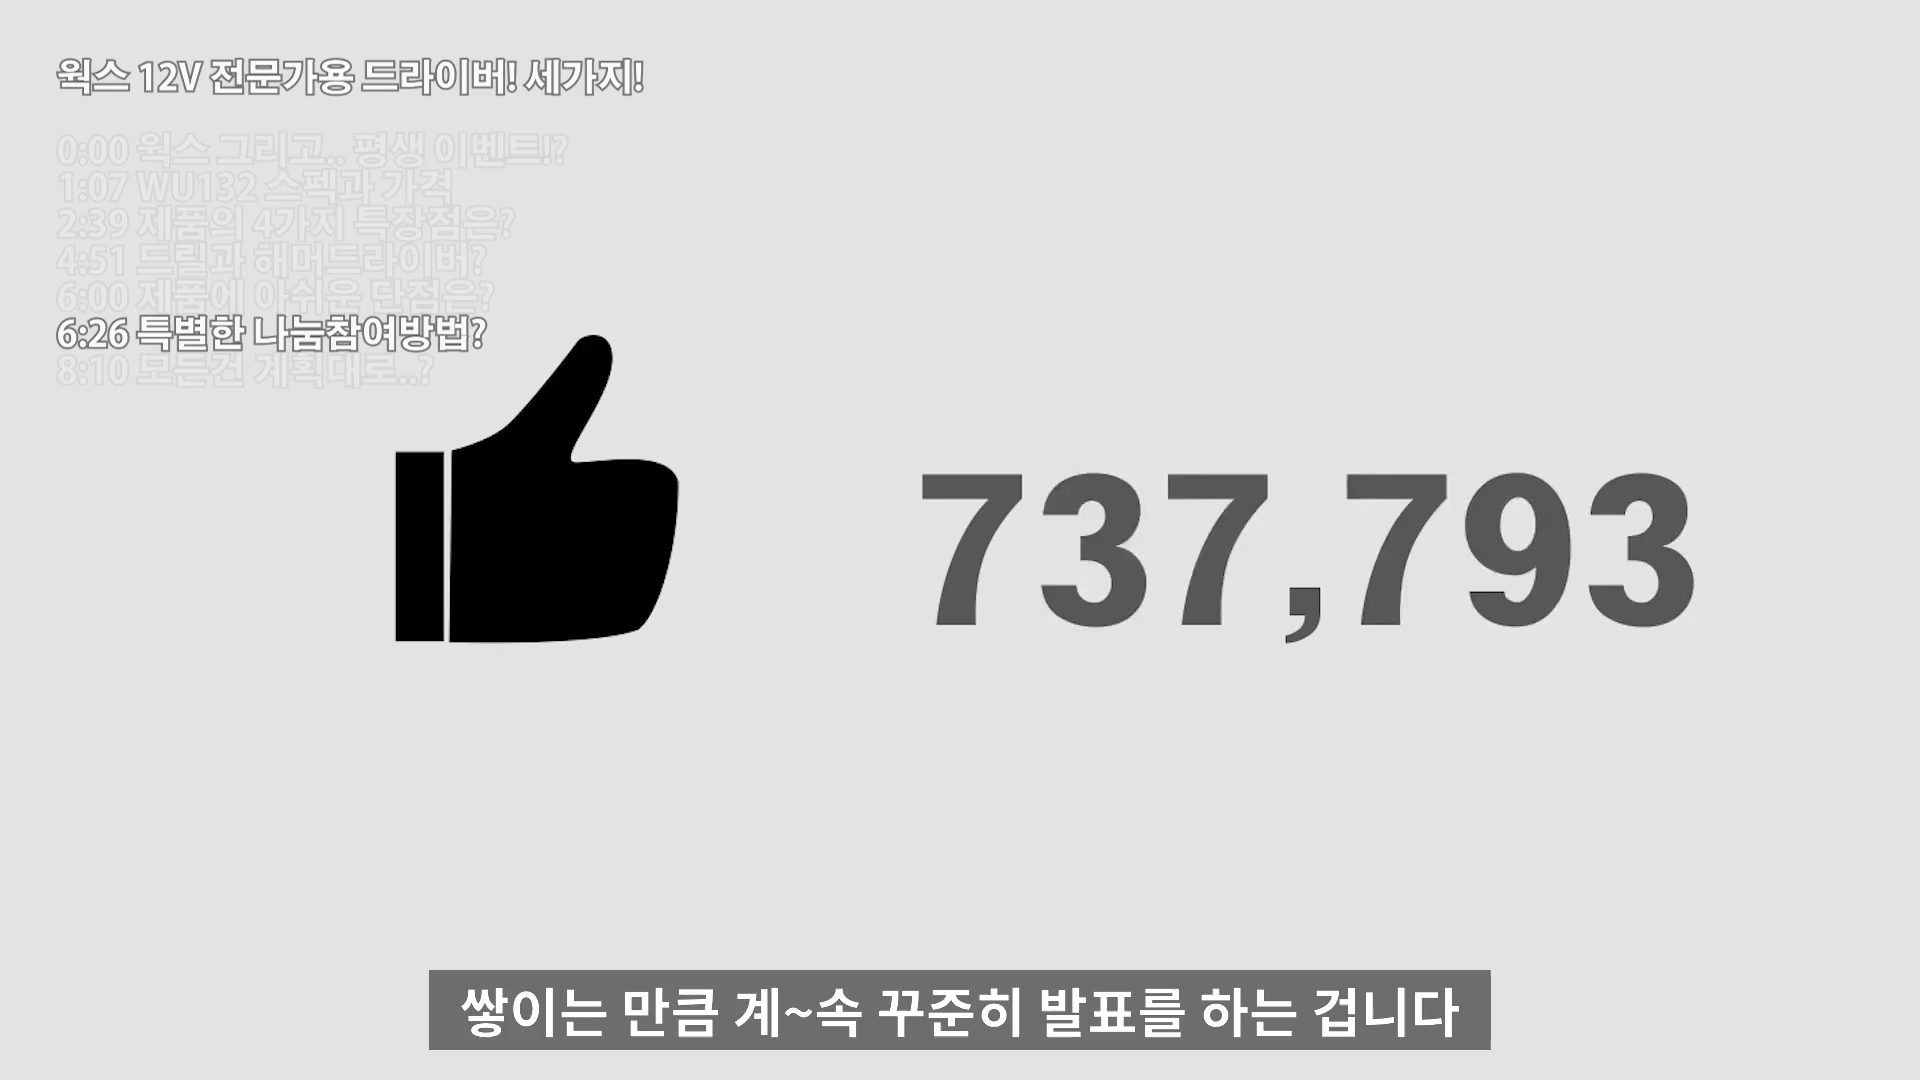 웍스 12V 전문가용 드라이버! 세가지!
0:00 웍스 그리고.. 평생 이벤트!?
1:07 WU132 스펙과 가격
2:39 제품의 4가지 특장점은?
4:51 드릴과 해머드라이버?
6:00 제품에 아쉬운 단점은?
6:26 특별한 나눔참여방법?
8:10 모든건 계획대로..?
737,793
쌓이는 만큼 계~속 꾸준히 발표를 하는 겁니다